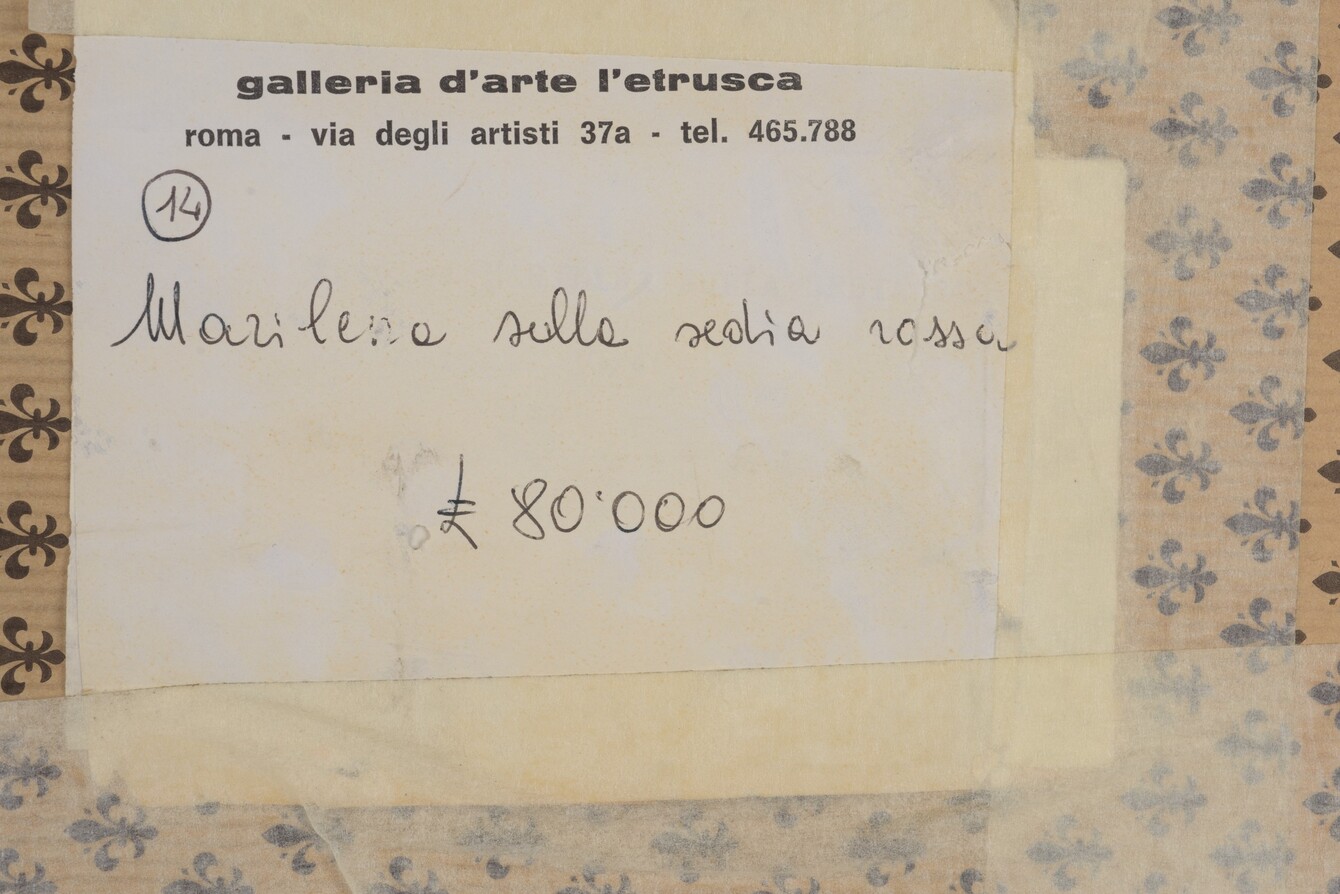 galleria d'arte l'etrusca
roma - via degli artisti 37a - tel. 465.788
14
Marilena sulla sedia rossa
₤ 80'000